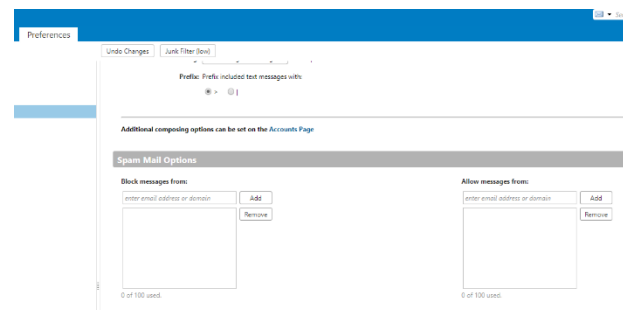 Preferences
Undo Changes Junk Filter (low)
Prefix: Prefix included text messages with:
> |
Additional composing options can be set on the Accounts Page
Spam Mail Options
Block messages from: Allow messages from:
enter email address or domain Add enter email address or domain Add
Remove Remove
0 of 100 used. 0 of 100 used.